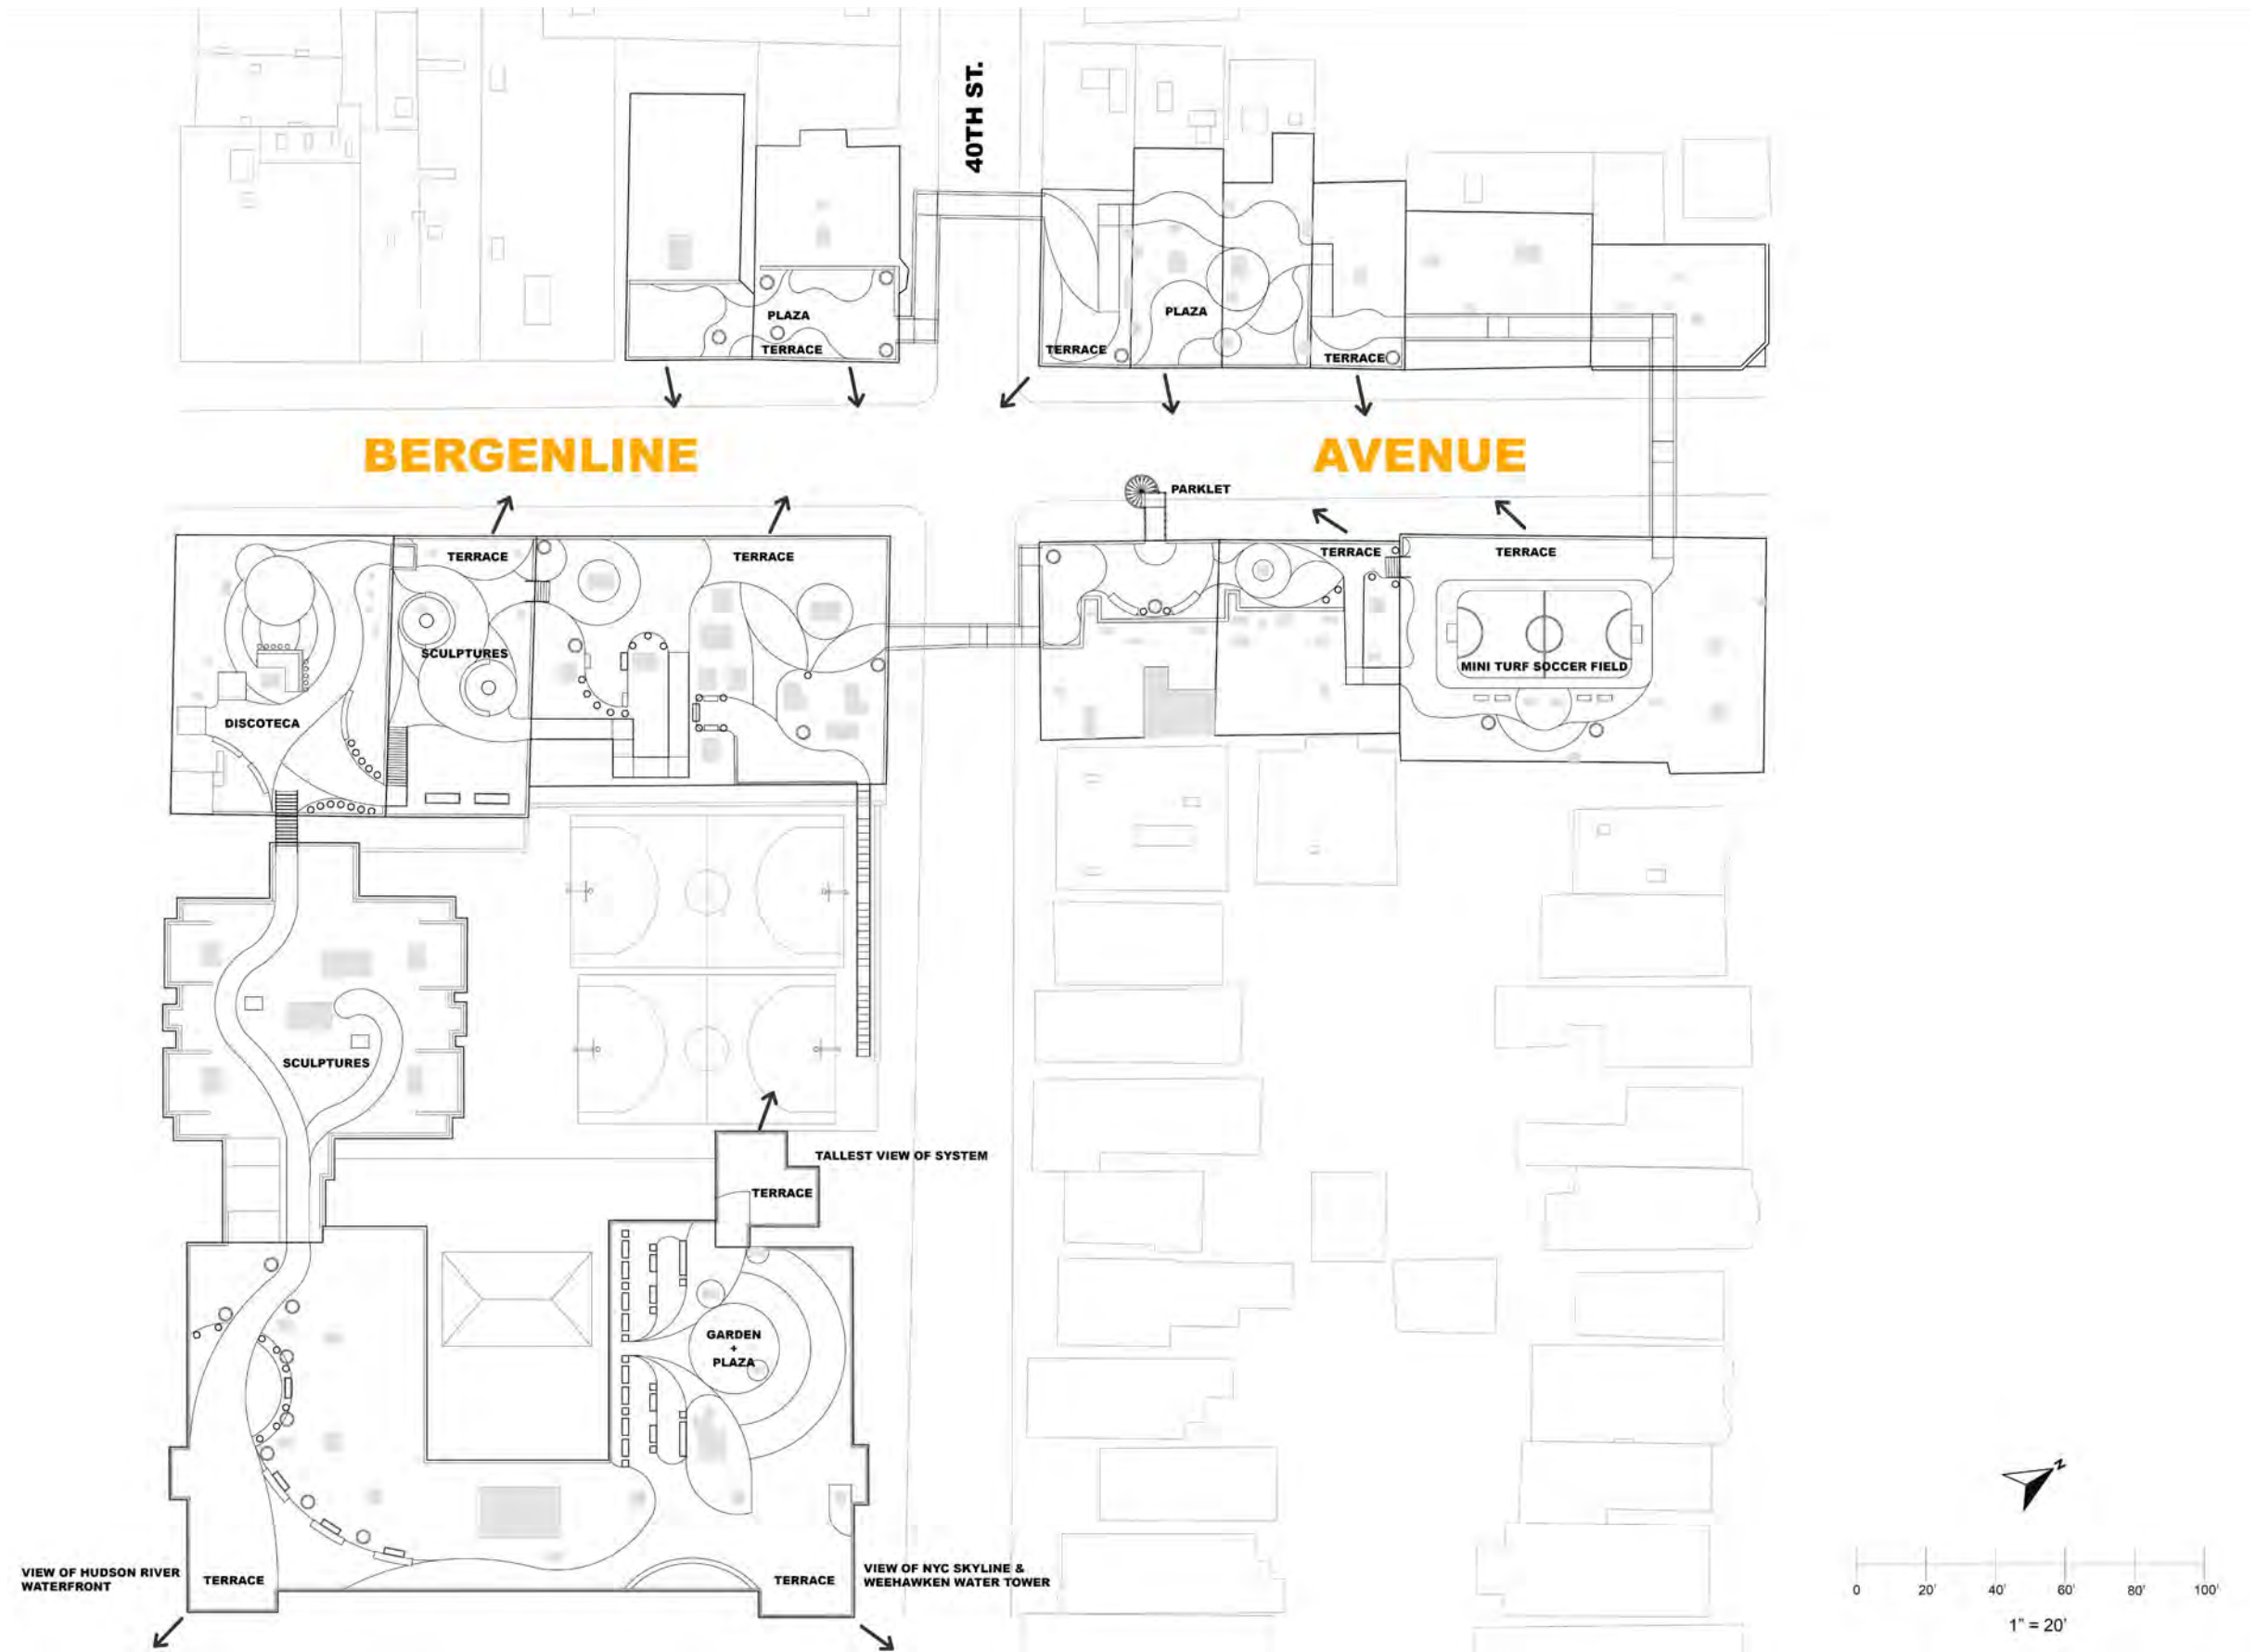 40TH ST.
PLAZA
TERRACE
PLAZA
TERRACE
TERRACE
BERGENLINE
AVENUE
PARKLET
TERRACE
TERRACE
TERRACE
TERRACE
SCULPTURES
MINI TURF SOCCER FIELD
DISCOTECA
SCULPTURES
TALLEST VIEW OF SYSTEM
TERRACE
GARDEN
+
PLAZA
VIEW OF HUDSON RIVER
WATERFRONT
TERRACE
TERRACE
VIEW OF NYC SKYLINE &
WEEHAWKEN WATER TOWER
N
0 20' 40' 60' 80' 100'
1" = 20'